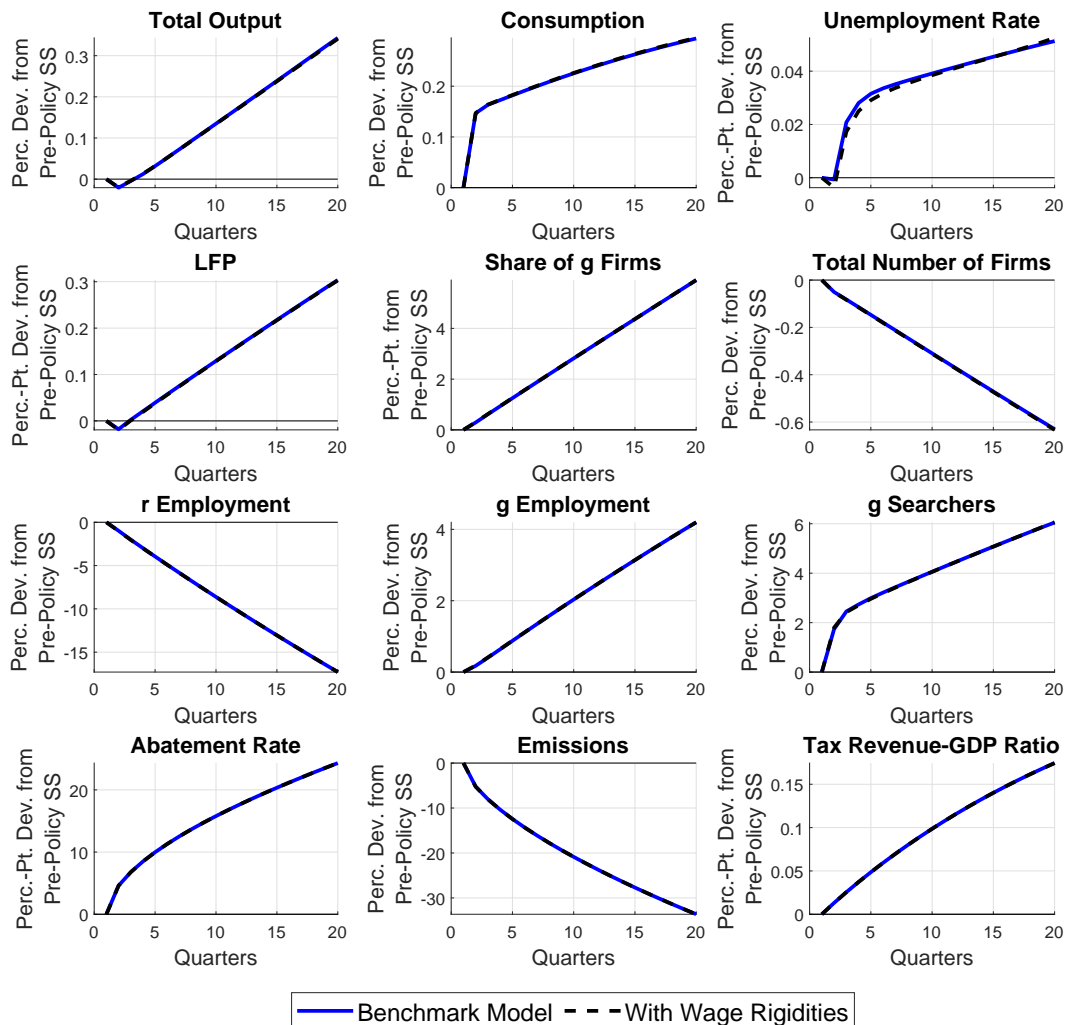 Total Output
Perc. Dev. from
Pre-Policy SS
0.3
0.2
0.1
0
0 5 10 15 20
Quarters
Consumption
Perc. Dev. from
Pre-Policy SS
0.2
0.1
0
0 5 10 15 20
Quarters
Unemployment Rate
Perc.-Pt. Dev. from
Pre-Policy SS
0.04
0.02
0
0 5 10 15 20
Quarters
LFP
Perc.-Pt. Dev. from
Pre-Policy SS
0.3
0.2
0.1
0
0 5 10 15 20
Quarters
Share of g Firms
Perc.-Pt. from
Pre-Policy SS
4
2
0
0 5 10 15 20
Quarters
Total Number of Firms
Perc. Dev. from
Pre-Policy SS
0
-0.2
-0.4
-0.6
0 5 10 15 20
Quarters
r Employment
Perc. Dev. from
Pre-Policy SS
0
-5
-10
-15
0 5 10 15 20
Quarters
g Employment
Perc. Dev. from
Pre-Policy SS
4
2
0
0 5 10 15 20
Quarters
g Searchers
Perc. Dev. from
Pre-Policy SS
6
4
2
0
0 5 10 15 20
Quarters
Abatement Rate
Perc.-Pt. Dev. from
Pre-Policy SS
20
10
0
0 5 10 15 20
Quarters
Emissions
Perc. Dev. from
Pre-Policy SS
0
-10
-20
-30
0 5 10 15 20
Quarters
Tax Revenue-GDP Ratio
Perc.-Pt. Dev. from
Pre-Policy SS
0.15
0.1
0.05
0
0 5 10 15 20
Quarters
Benchmark Model With Wage Rigidities